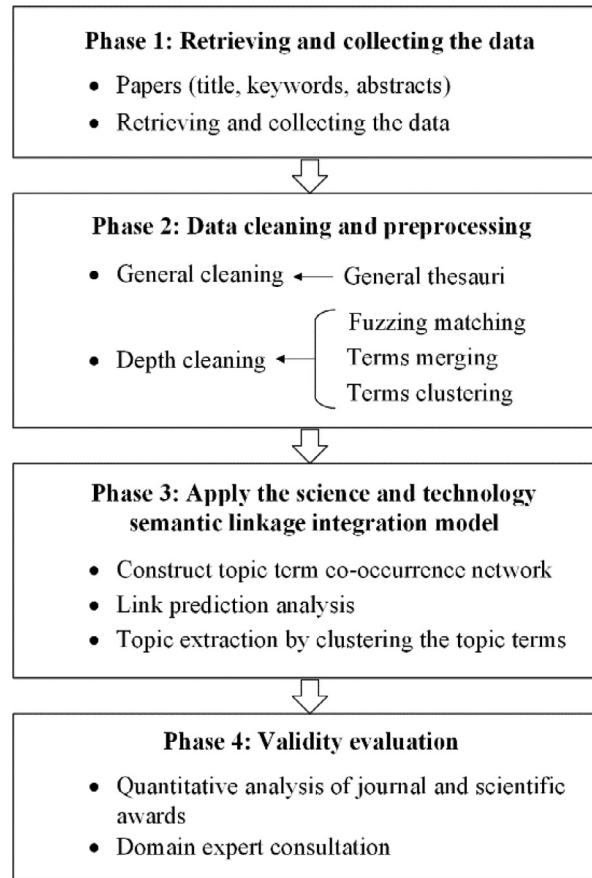 Phase 1: Retrieving and collecting the data
• Papers (title, keywords, abstracts)
• Retrieving and collecting the data
Phase 2: Data cleaning and preprocessing
• General cleaning General thesauri
Fuzzing matching
• Depth cleaning Terms merging
Terms clustering
Phase 3: Apply the science and technology
semantic linkage integration model
• Construct topic term co-occurrence network
• Link prediction analysis
• Topic extraction by clustering the topic terms
Phase 4: Validity evaluation
• Quantitative analysis of journal and scientific
awards
• Domain expert consultation